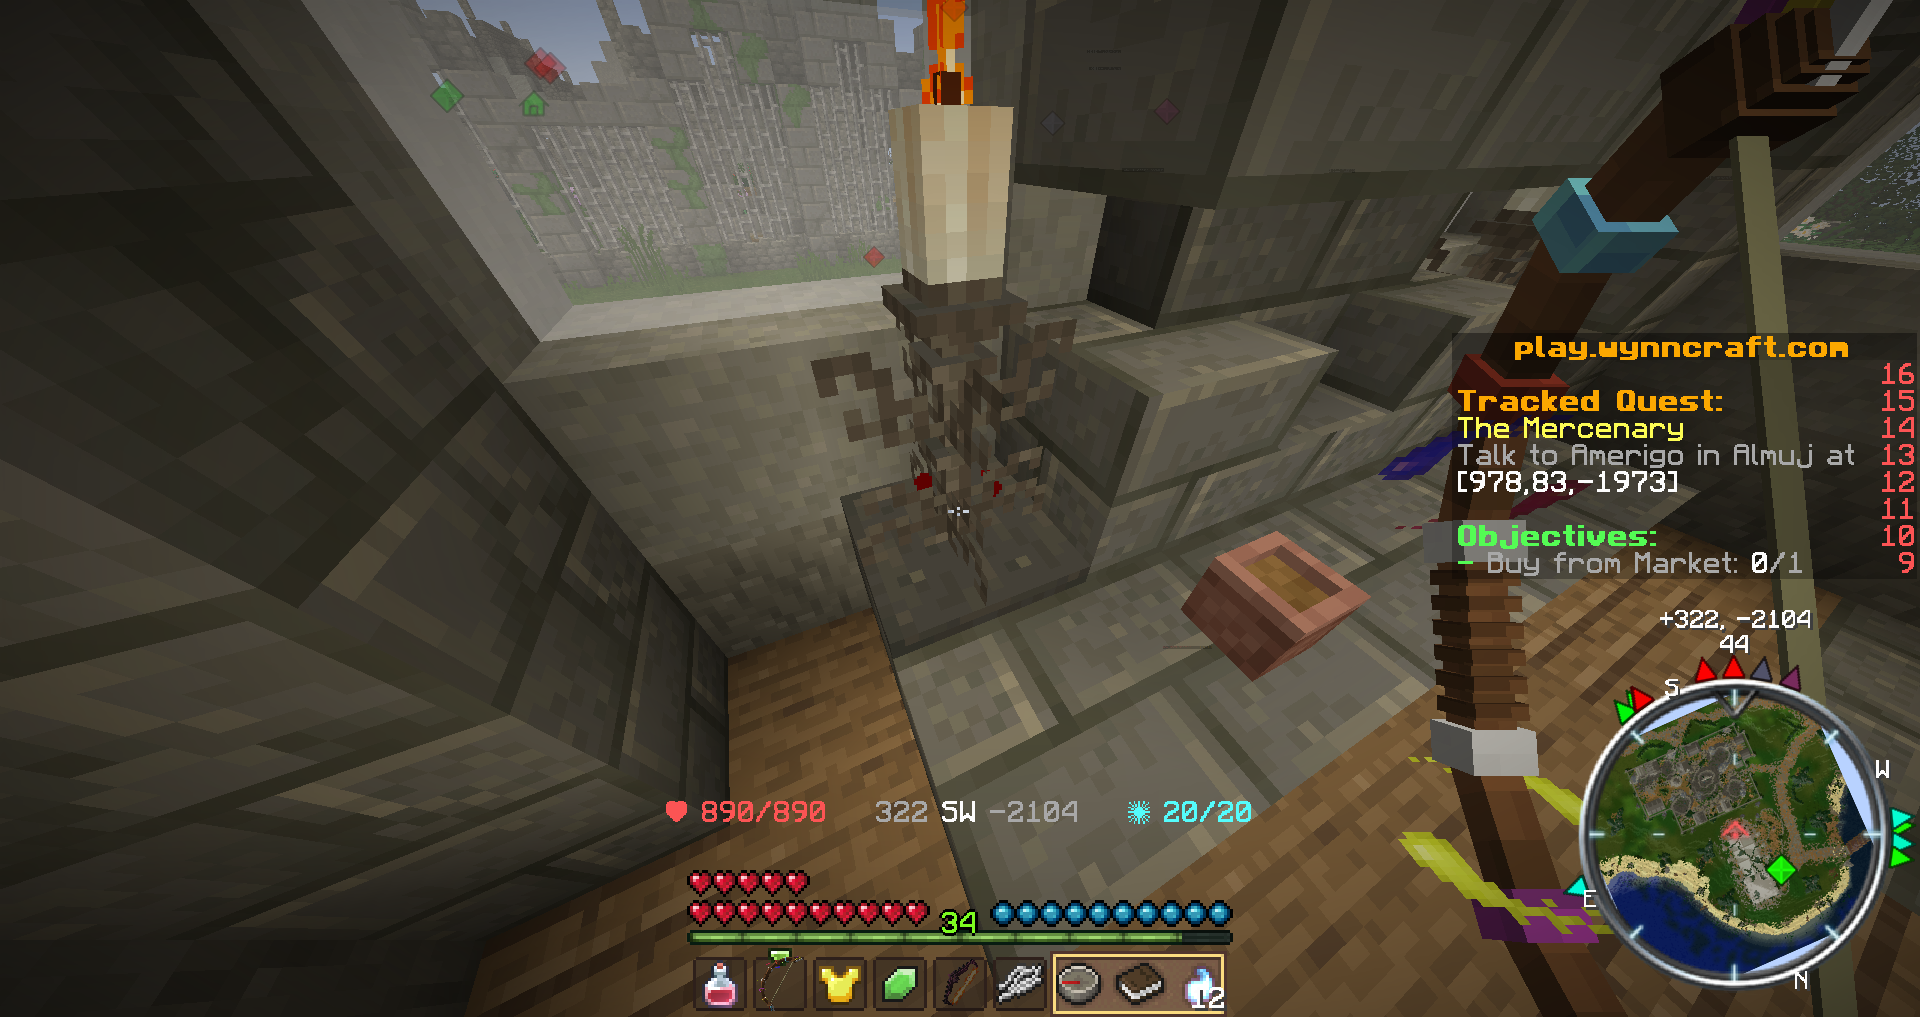 play.wynncraft.com
16
Tracked Quest: 15
The Mercenary 14
Talk to Amerigo in Almuj at 13
[978,83,-1973] 12
11
Objectives: 10
- Buy from Market: 0/1 9
+322, -2104
44
S
W
E
N
890/890 322 SW -2104 20/20
34
12